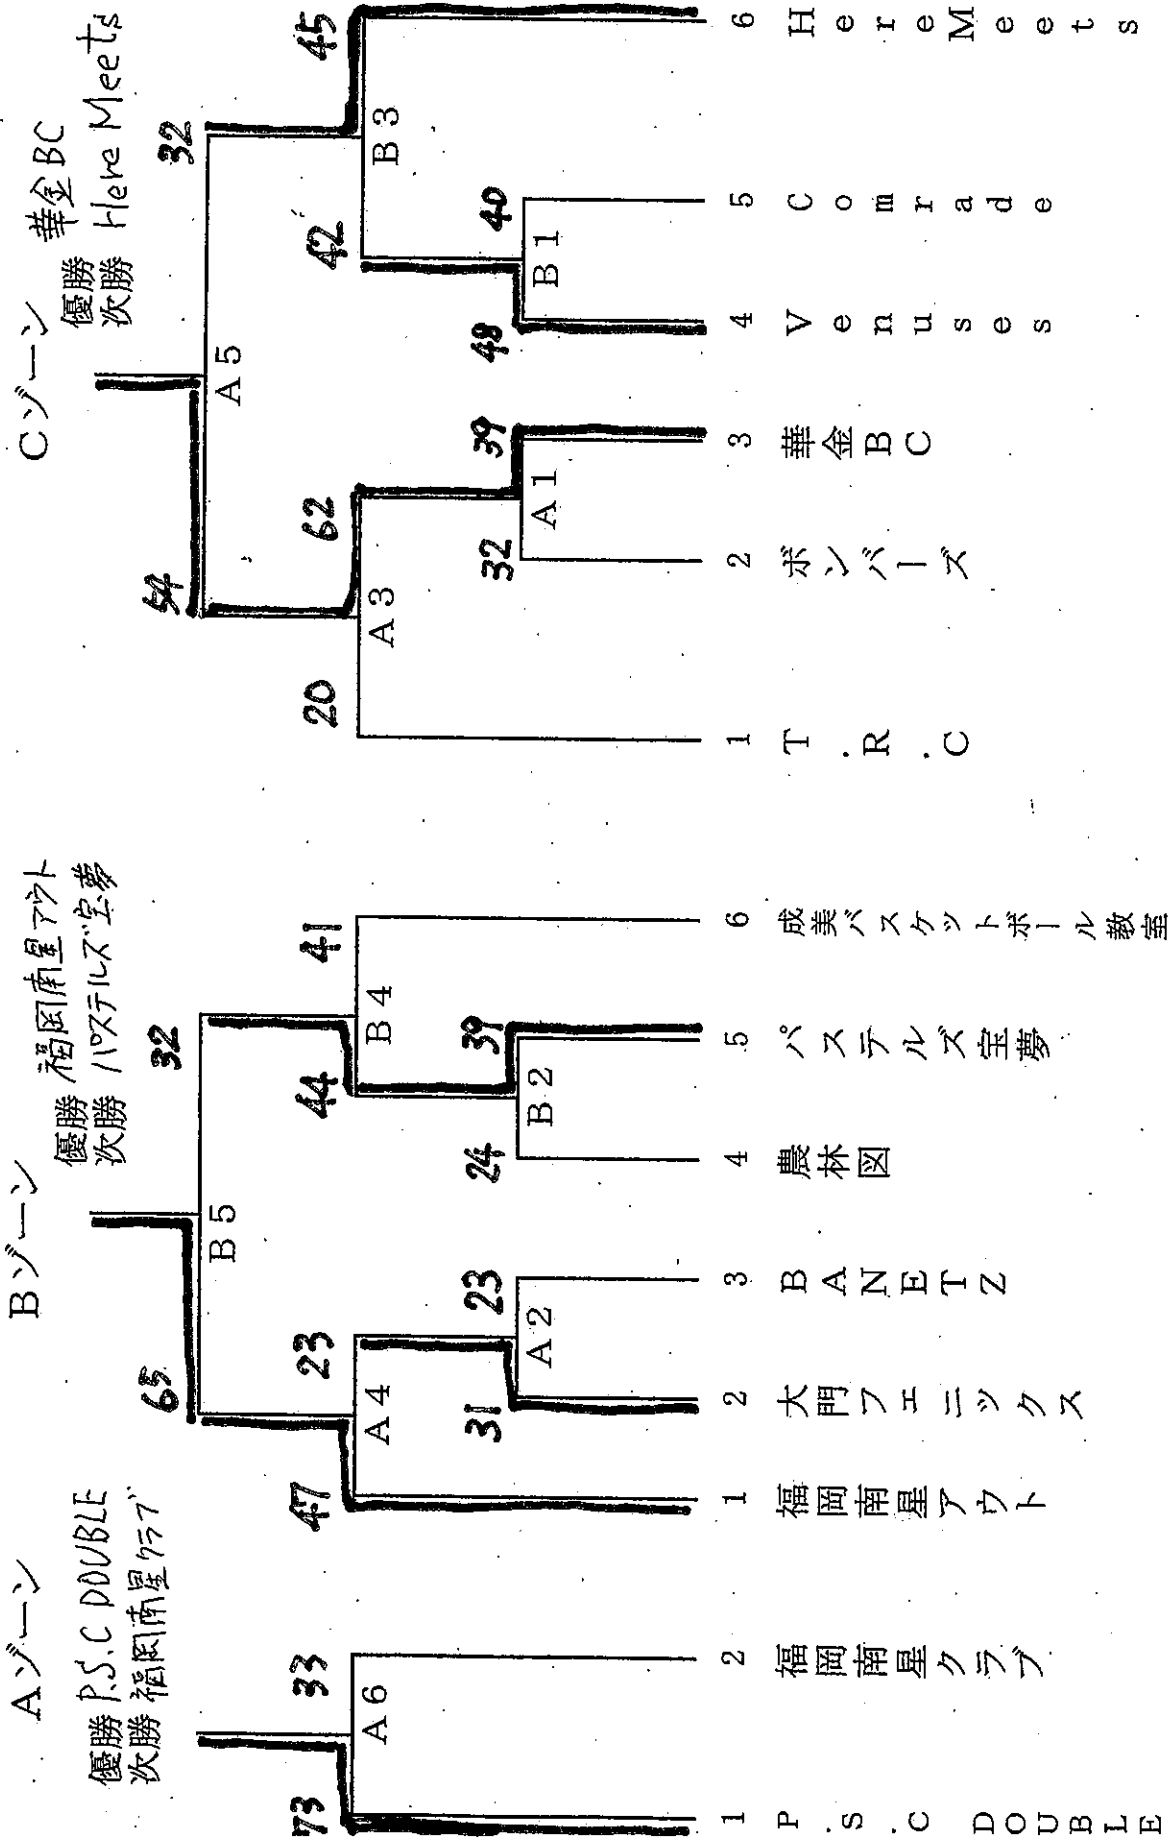 Aゾーン
優勝 P.S.C DOUBLE
次勝 福岡南星クラブ
73
33
A6
1 P.S.C DOUBLE
2 福岡南星クラブ
Bゾーン
優勝 福岡南星アウト
次勝 パステルズ宝夢
65
32
B5
47
23
A4
44
41
B4
31
23
A2
24
39
B2
1 福岡南星アウト
2 大門フェニックス
3 BANETZ
4 農林図
5 パステルズ宝夢
6 成美バスケットボール教室
Cゾーン
優勝 華金BC
次勝 Here Meets
54
32
A5
20
62
A3
42
45
B3
32
39
A1
48
40
B1
1 T.R.C
2 ボンバーズ
3 華金BC
4 Venuses
5 Comrade
6 HereMeets